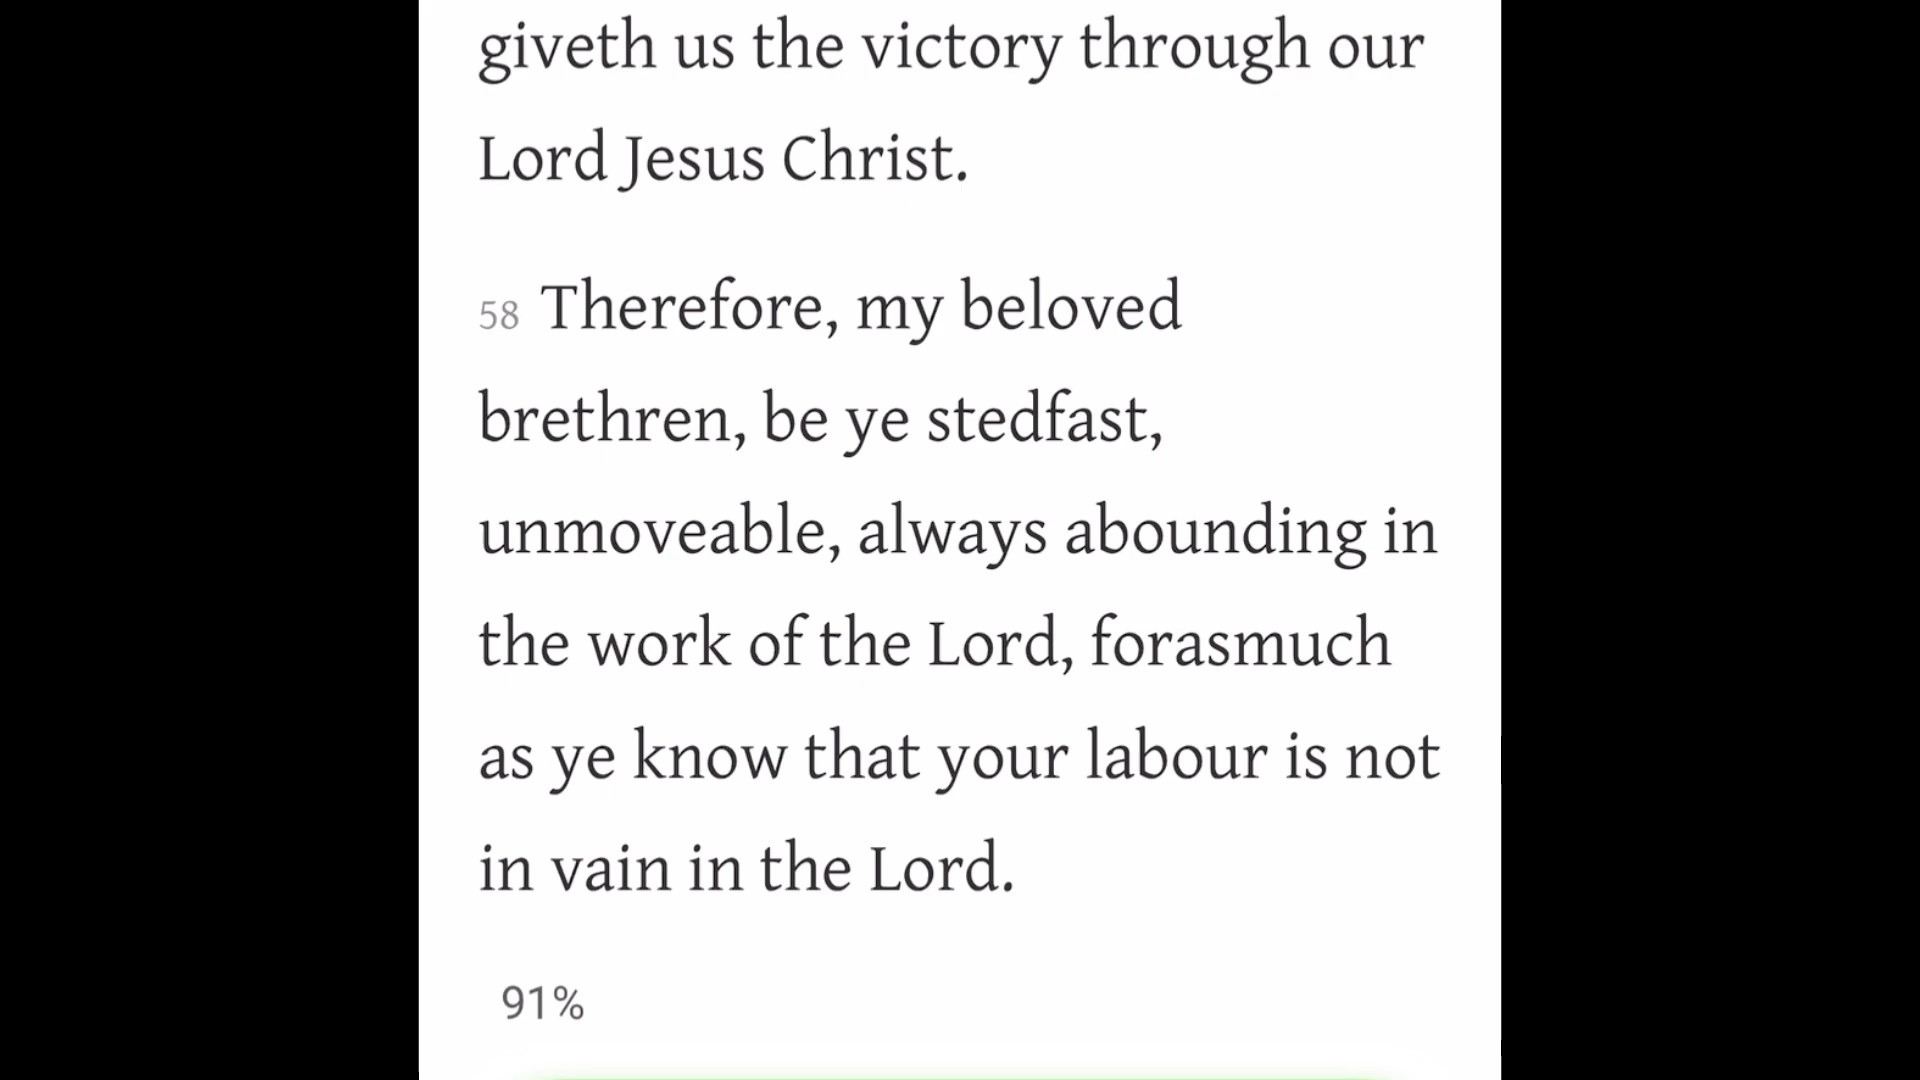 giveth us the victory through our
Lord Jesus Christ.
58 Therefore, my beloved
brethren, be ye stedfast,
unmoveable, always abounding in
the work of the Lord, forasmuch
as ye know that your labour is not
in vain in the Lord.
91%